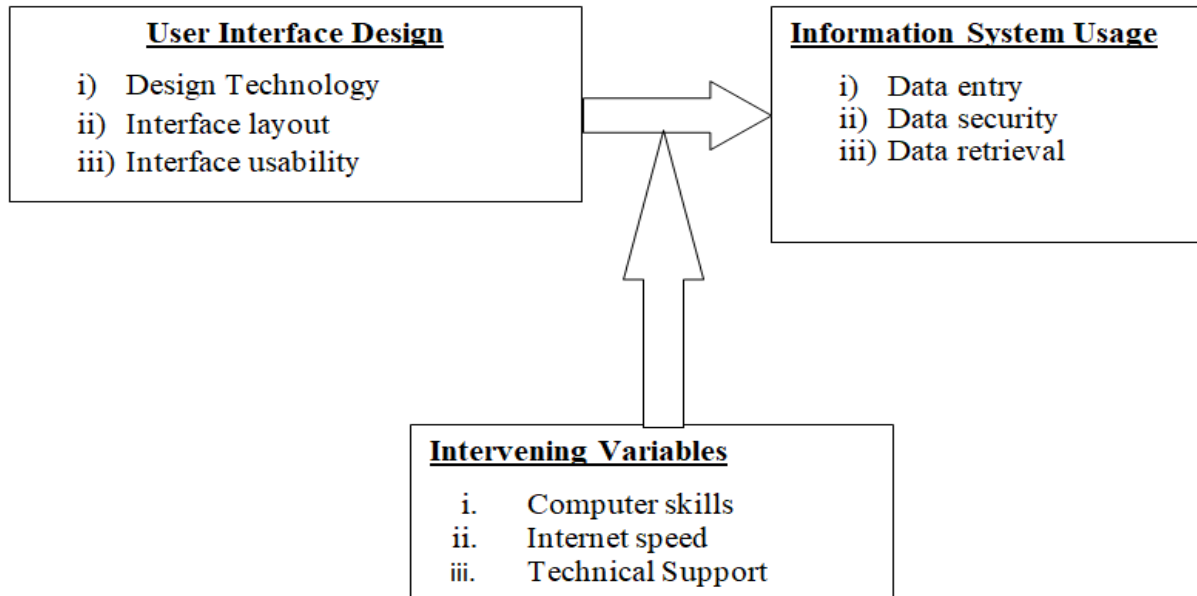 User Interface Design
i) Design Technology
ii) Interface layout
iii) Interface usability
Information System Usage
i) Data entry
ii) Data security
iii) Data retrieval
Intervening Variables
i. Computer skills
ii. Internet speed
iii. Technical Support